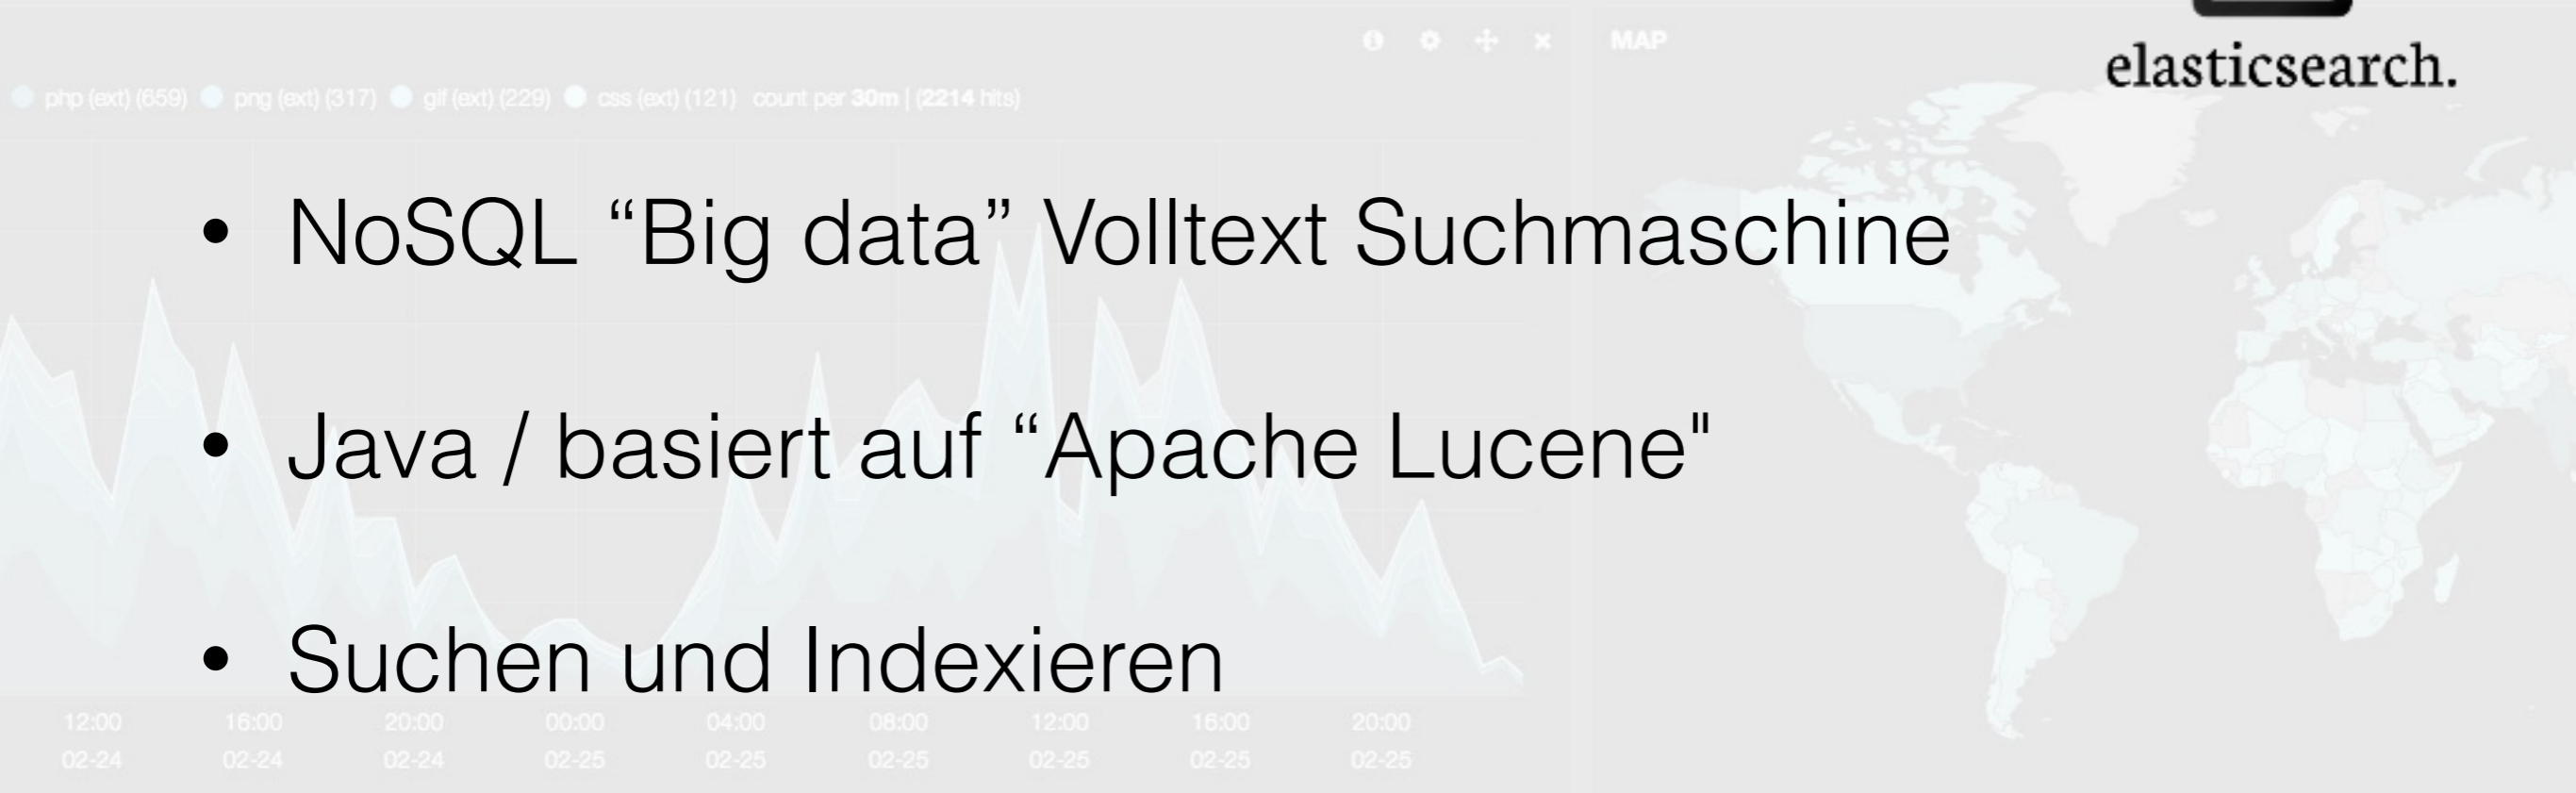 MAP
elasticsearch.
php (ext) (659) png (ext) (317) gif (ext) (229) css (ext) (121) count per 30m | (2214 hits)
• NoSQL “Big data” Volltext Suchmaschine
• Java / basiert auf “Apache Lucene"
• Suchen und Indexieren
12:00 16:00 20:00 00:00 04:00 08:00 12:00 16:00 20:00
02-24 02-24 02-24 02-25 02-25 02-25 02-25 02-25 02-25